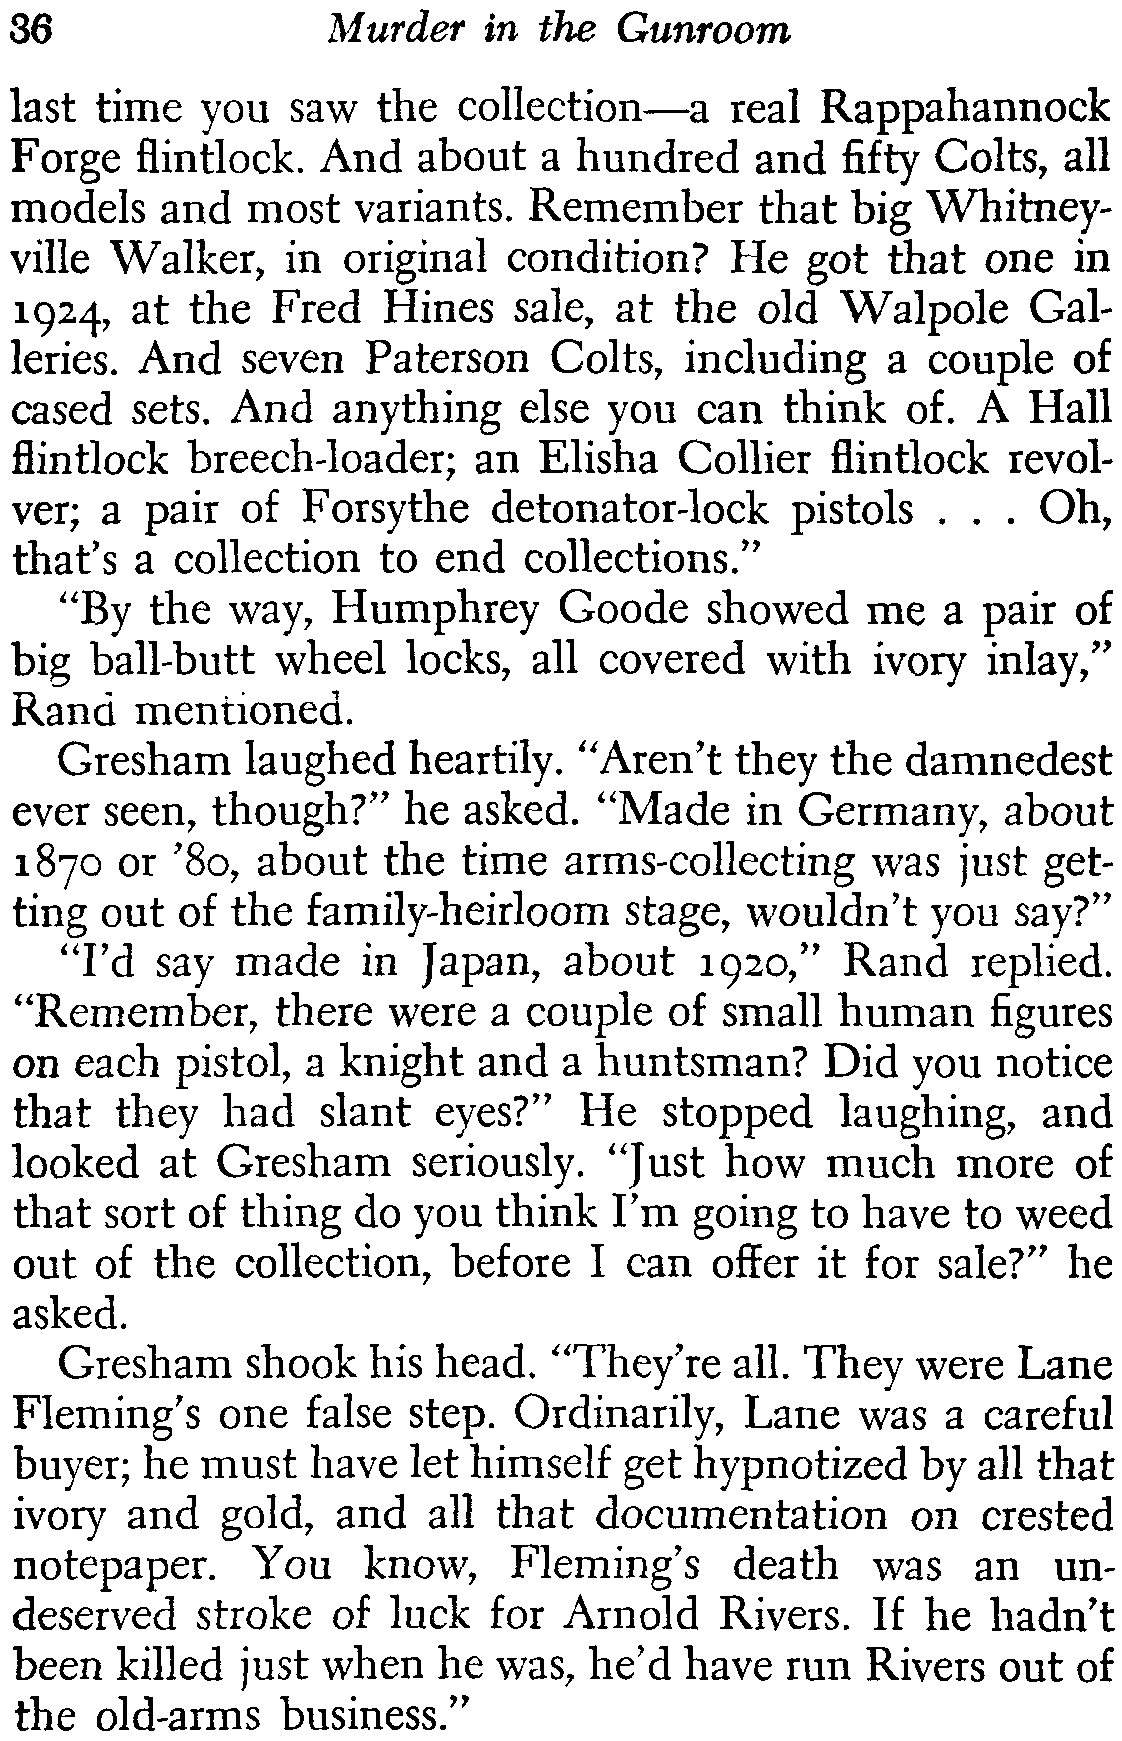 36 Murder in the Gunroom
last time you saw the collection—a real Rappahannock
Forge flintlock. And about a hundred and fifty Colts, all
models and most variants. Remember that big Whitney-
ville Walker, in original condition? He got that one in
1924, at the Fred Hines sale, at the old Walpole Gal-
leries. And seven Paterson Colts, including a couple of
cased sets. And anything else you can think of. A Hall
flintlock breech-loader; an Elisha Collier flintlock revol-
ver; a pair of Forsythe detonator-lock pistols . . . Oh,
that's a collection to end collections."
"By the way, Humphrey Goode showed me a pair of
big ball-butt wheel locks, all covered with ivory inlay,"
Rand mentioned.
Gresham laughed heartily. "Aren't they the damnedest
ever seen, though?" he asked. "Made in Germany, about
1870 or '80, about the time arms-collecting was just get-
ting out of the family-heirloom stage, wouldn't you say?"
"I'd say made in Japan, about 1920," Rand replied.
"Remember, there were a couple of small human figures
on each pistol, a knight and a huntsman? Did you notice
that they had slant eyes?" He stopped laughing, and
looked at Gresham seriously. "Just how much more of
that sort of thing do you think I'm going to have to weed
out of the collection, before I can offer it for sale?" he
asked.
Gresham shook his head. "They're all. They were Lane
Fleming's one false step. Ordinarily, Lane was a careful
buyer; he must have let himself get hypnotized by all that
ivory and gold, and all that documentation on crested
notepaper. You know, Fleming's death was an un-
deserved stroke of luck for Arnold Rivers. If he hadn't
been killed just when he was, he'd have run Rivers out of
the old-arms business."